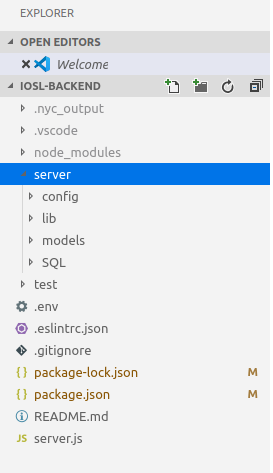 EXPLORER
OPEN EDITORS
Welcome
IOSL-BACKEND
.nyc_output
.vscode
node_modules
server
config
lib
models
SQL
test
.env
.eslintrc.json
.gitignore
{ } package-lock.json M
{ } package.json M
README.md
JS server.js